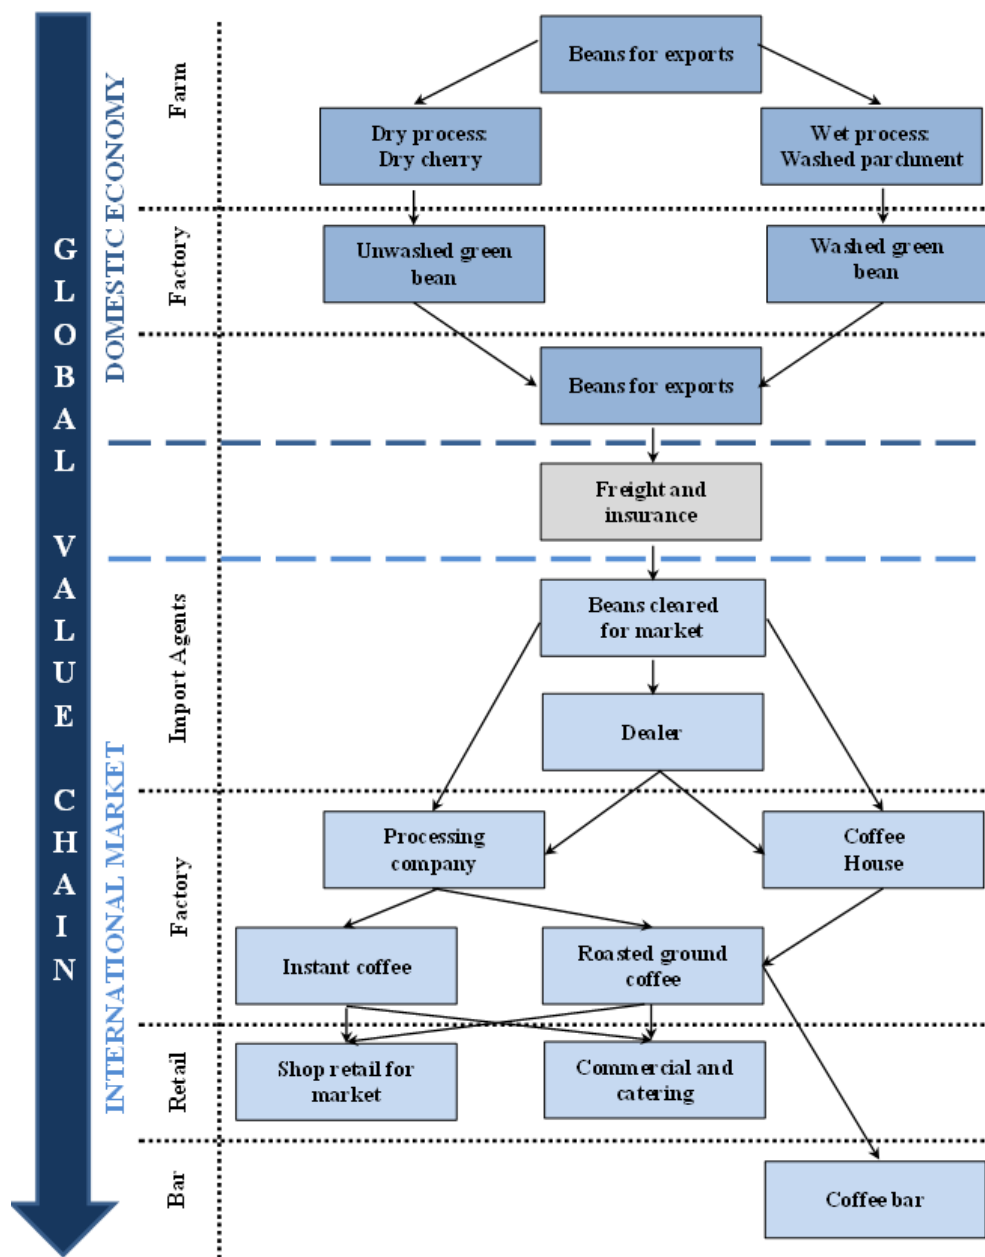 GLOBAL VALUE CHAIN
DOMESTIC ECONOMY
INTERNATIONAL MARKET
Farm
Beans for exports
Dry process:
Dry cherry
Wet process:
Washed parchment
Factory
Unwashed green
bean
Washed green
bean
Beans for exports
Freight and
insurance
Import Agents
Beans cleared
for market
Dealer
Factory
Processing
company
Coffee
House
Instant coffee
Roasted ground
coffee
Retail
Shop retail for
market
Commercial and
catering
Bar
Coffee bar